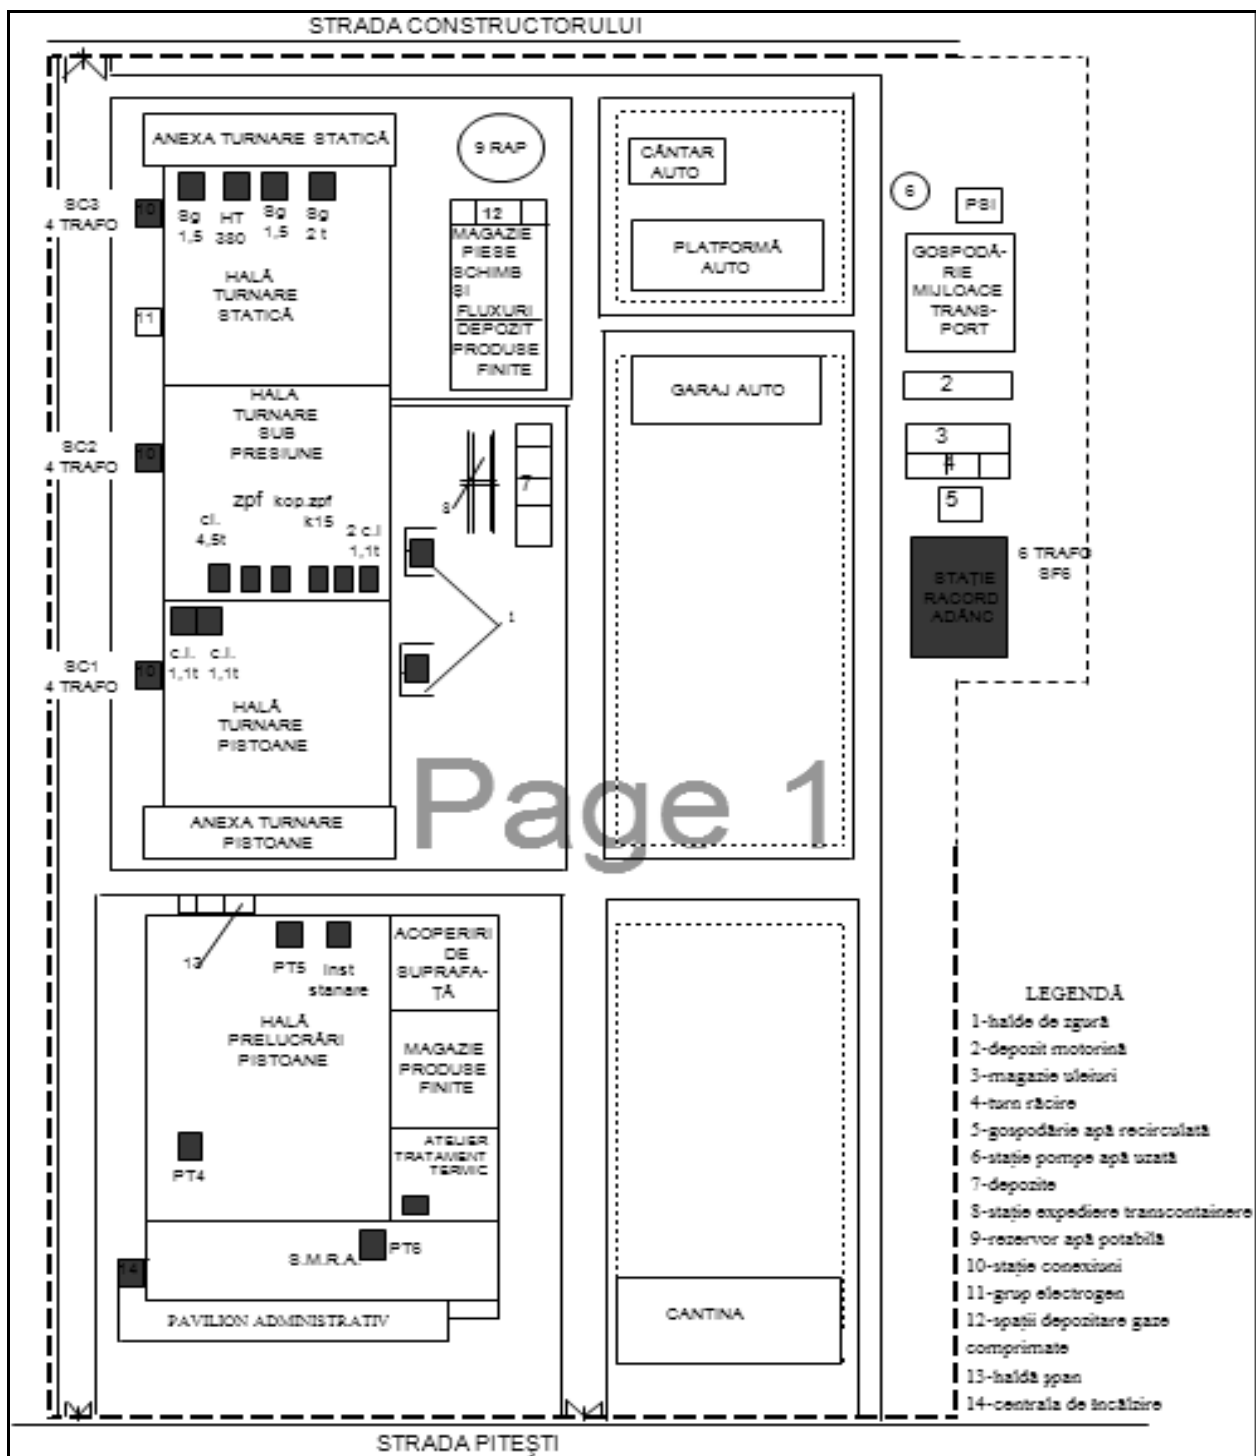 STRADA CONSTRUCTORULUI
ANEXA TURNARE STATICĂ
9 RAP
CÂNTAR
AUTO
6
PSI
SC3
4 TRAFO
10
Sg
1,5
HT
380
Sg
1,5
Sg
2 t
12
MAGAZIE
PIESE
SCHIMB
ȘI
FLUXURI
DEPOZIT
PRODUSE
FINITE
PLATFORMĂ
AUTO
GOSPODĂ-
RIE
MIJLOACE
TRANS-
PORT
HALĂ
TURNARE
STATICĂ
11
GARAJ AUTO
2
HALA
TURNARE
SUB
PRESIUNE
SC2
4 TRAFO
10
3
4
5
7
8
zpf
kop.zpf
k15
cl.
4,5t
2 c.l
1,1t
6 TRAFO
SF6
STAȚIE
RACORD
ADÂNC
1
SC1
4 TRAFO
10
c.l.
1,1t
c.l.
1,1t
HALĂ
TURNARE
PISTOANE
Page 1
ANEXA TURNARE
PISTOANE
13
PT5
Inst
stanare
ACOPERIRI
DE
SUPRAFA-
ȚĂ
HALĂ
PRELUCRĂRI
PISTOANE
MAGAZIE
PRODUSE
FINITE
ATELIER
TRATAMENT
TERMIC
PT4
S.M.R.A.
PT6
14
PAVILION ADMINISTRATIV
CANTINA
LEGENDĂ
1-halde de zgură
2-depozit motorină
3-magazie uleiuri
4-turn răcire
5-gospodărie apă recirculată
6-stație pompe apă uzată
7-depozite
8-stație expediere transcontainere
9-rezervor apă potabilă
10-stație conexiuni
11-grup electrogen
12-spații depozitare gaze
comprimate
13-haldă șpan
14-centrala de încălzire
STRADA PITEȘTI